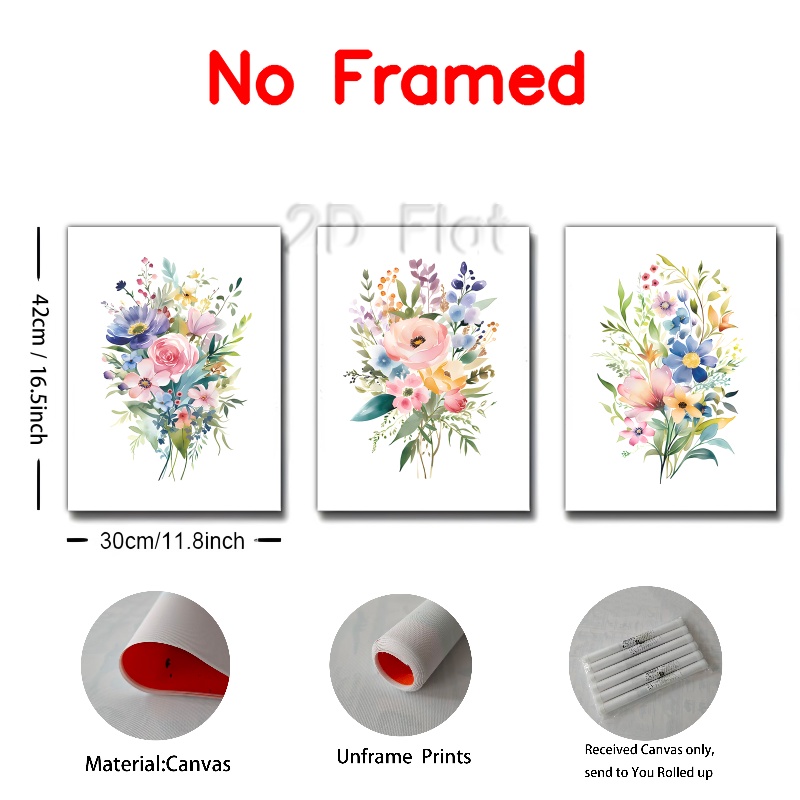 No Framed
2D Flat
42cm / 16.5inch
30cm/11.8inch
Material:Canvas
Unframe Prints
Received Canvas only,
send to You Rolled up